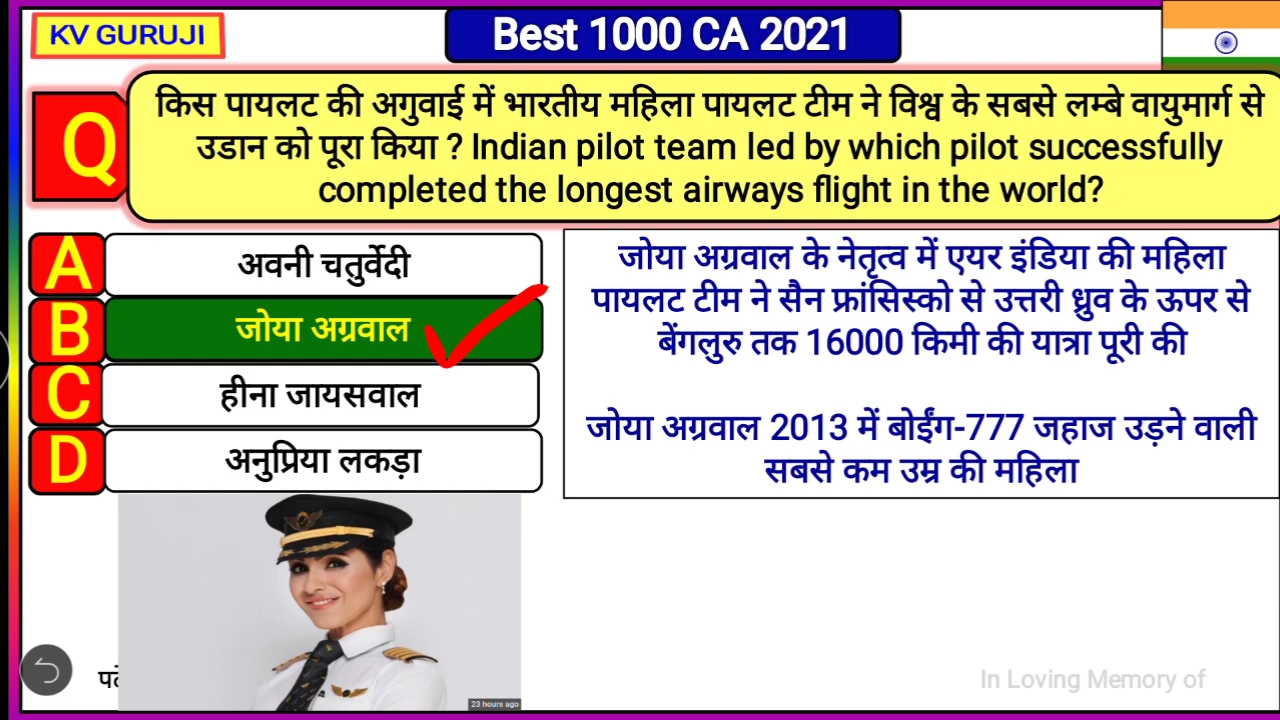 KV GURUJI
Best 1000 CA 2021
Q
किस पायलट की अगुवाई में भारतीय महिला पायलट टीम ने विश्व के सबसे लम्बे वायुमार्ग से
उडान को पूरा किया ? Indian pilot team led by which pilot successfully
completed the longest airways flight in the world?
A अवनी चतुर्वेदी
B जोया अग्रवाल
C हीना जायसवाल
D अनुप्रिया लकड़ा
जोया अग्रवाल के नेतृत्व में एयर इंडिया की महिला
पायलट टीम ने सैन फ्रांसिस्को से उत्तरी ध्रुव के ऊपर से
बेंगलुरु तक 16000 किमी की यात्रा पूरी की
जोया अग्रवाल 2013 में बोईंग-777 जहाज उड़ने वाली
सबसे कम उम्र की महिला
23 hours ago
In Loving Memory of